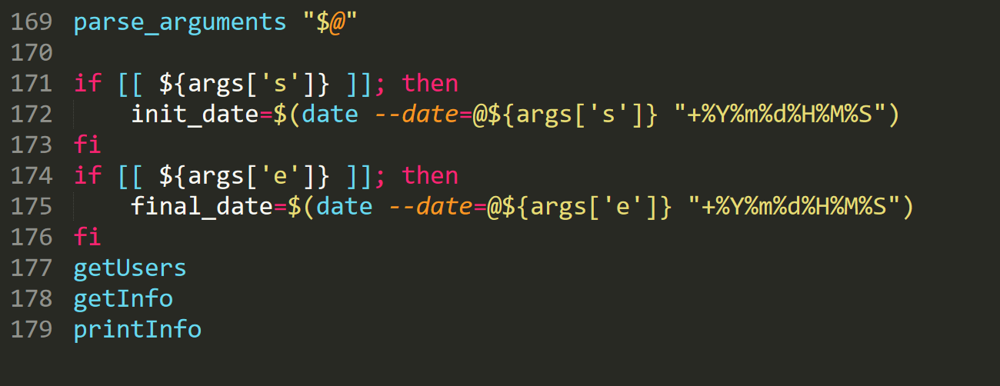 169 parse_arguments "$@"
170
171 if [[ ${args['s']} ]]; then
172     init_date=$(date --date=@${args['s']} "+%Y%m%d%H%M%S")
173 fi
174 if [[ ${args['e']} ]]; then
175     final_date=$(date --date=@${args['e']} "+%Y%m%d%H%M%S")
176 fi
177 getUsers
178 getInfo
179 printInfo